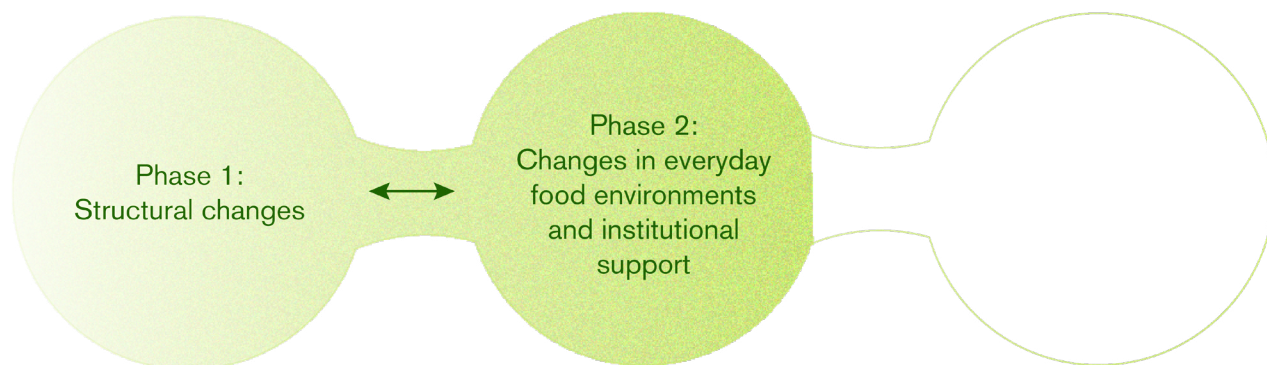 Phase 1:
Structural changes
Phase 2:
Changes in everyday
food environments
and institutional
support